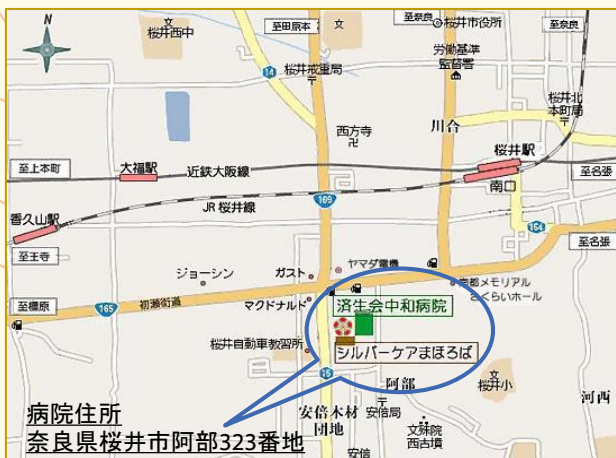 N
桜井西中
至田原本
文
至奈良
桜井市役所
至奈良
14
桜井戒重局
労働基準
監督署
桜井北
本町局
西方寺
川合
桜井駅
至上本町
大福駅
近鉄大阪線
至名張
169
南口
香久山駅
JR 桜井線
154
至王寺
至名張
ジョーシン
ガスト
ヤマダ電機
至橿原
165
初瀬街道
マクドナルド
済生会中和病院
さくらいホール
桜井自動車教習所
シルバーケアまほろば
15
阿部
文
桜井小
河西
安倍木材
団地
安倍局
文殊院
西古墳
安倍
病院住所
奈良県桜井市阿部323番地